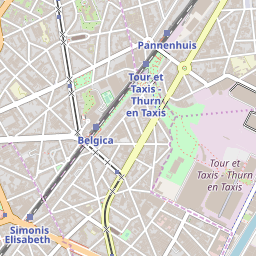 Pannenhuis
Tour et
Taxis -
Thurn
en Taxis
Belgica
Tour et
Taxis - Thurn
en Taxis
Simonis
Elisabeth